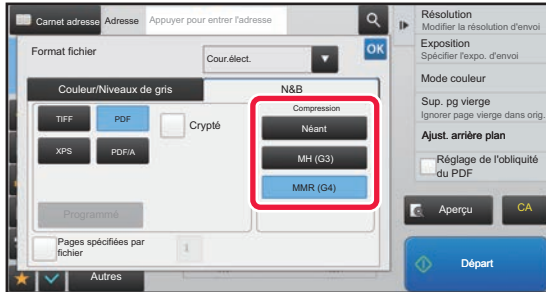 Carnet adresse
Adresse
Appuyer pour entrer l'adresse
Format fichier
Cour.élect.
OK
Couleur/Niveaux de gris
N&B
TIFF
PDF
Crypté
XPS
PDF/A
Programmé
Compression
Néant
MH (G3)
MMR (G4)
Pages spécifiées par
fichier
1
Autres
Résolution
Modifier la résolution d'envoi
Exposition
Spécifier l'expo. d'envoi
Mode couleur
Sup. pg vierge
Ignorer page vierge dans orig.
Ajust. arrière plan
Réglage de l'obliquité
du PDF
Aperçu
CA
Départ